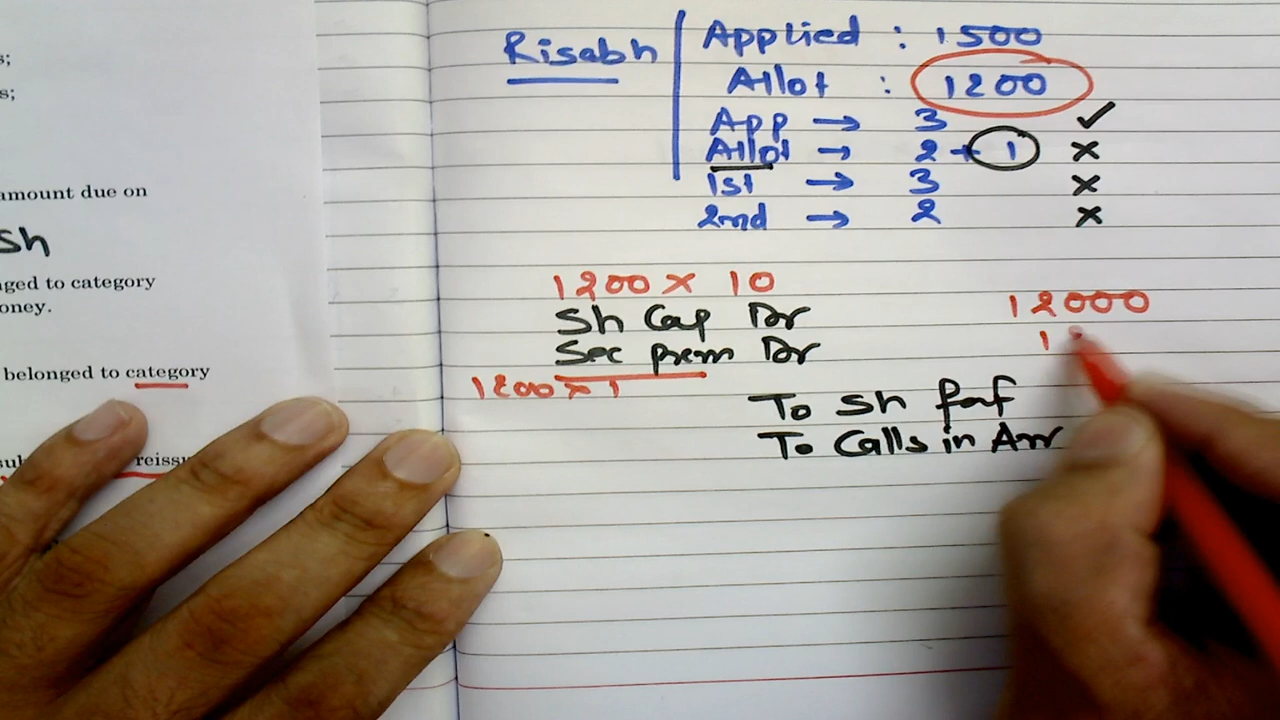 s;
s;
amount due on
sh
nged to category
oney.
belonged to category
reissu
Risabh
Applied : 1500
Allot : 1200
App → 3 ✓
Allot → 2 + 1 ×
1st → 3 ×
2nd → 2 ×
1200 × 10
Sh Cap Dr 12000
Sec prem Dr
1200 × 1
To Sh forf
To Calls in Arr